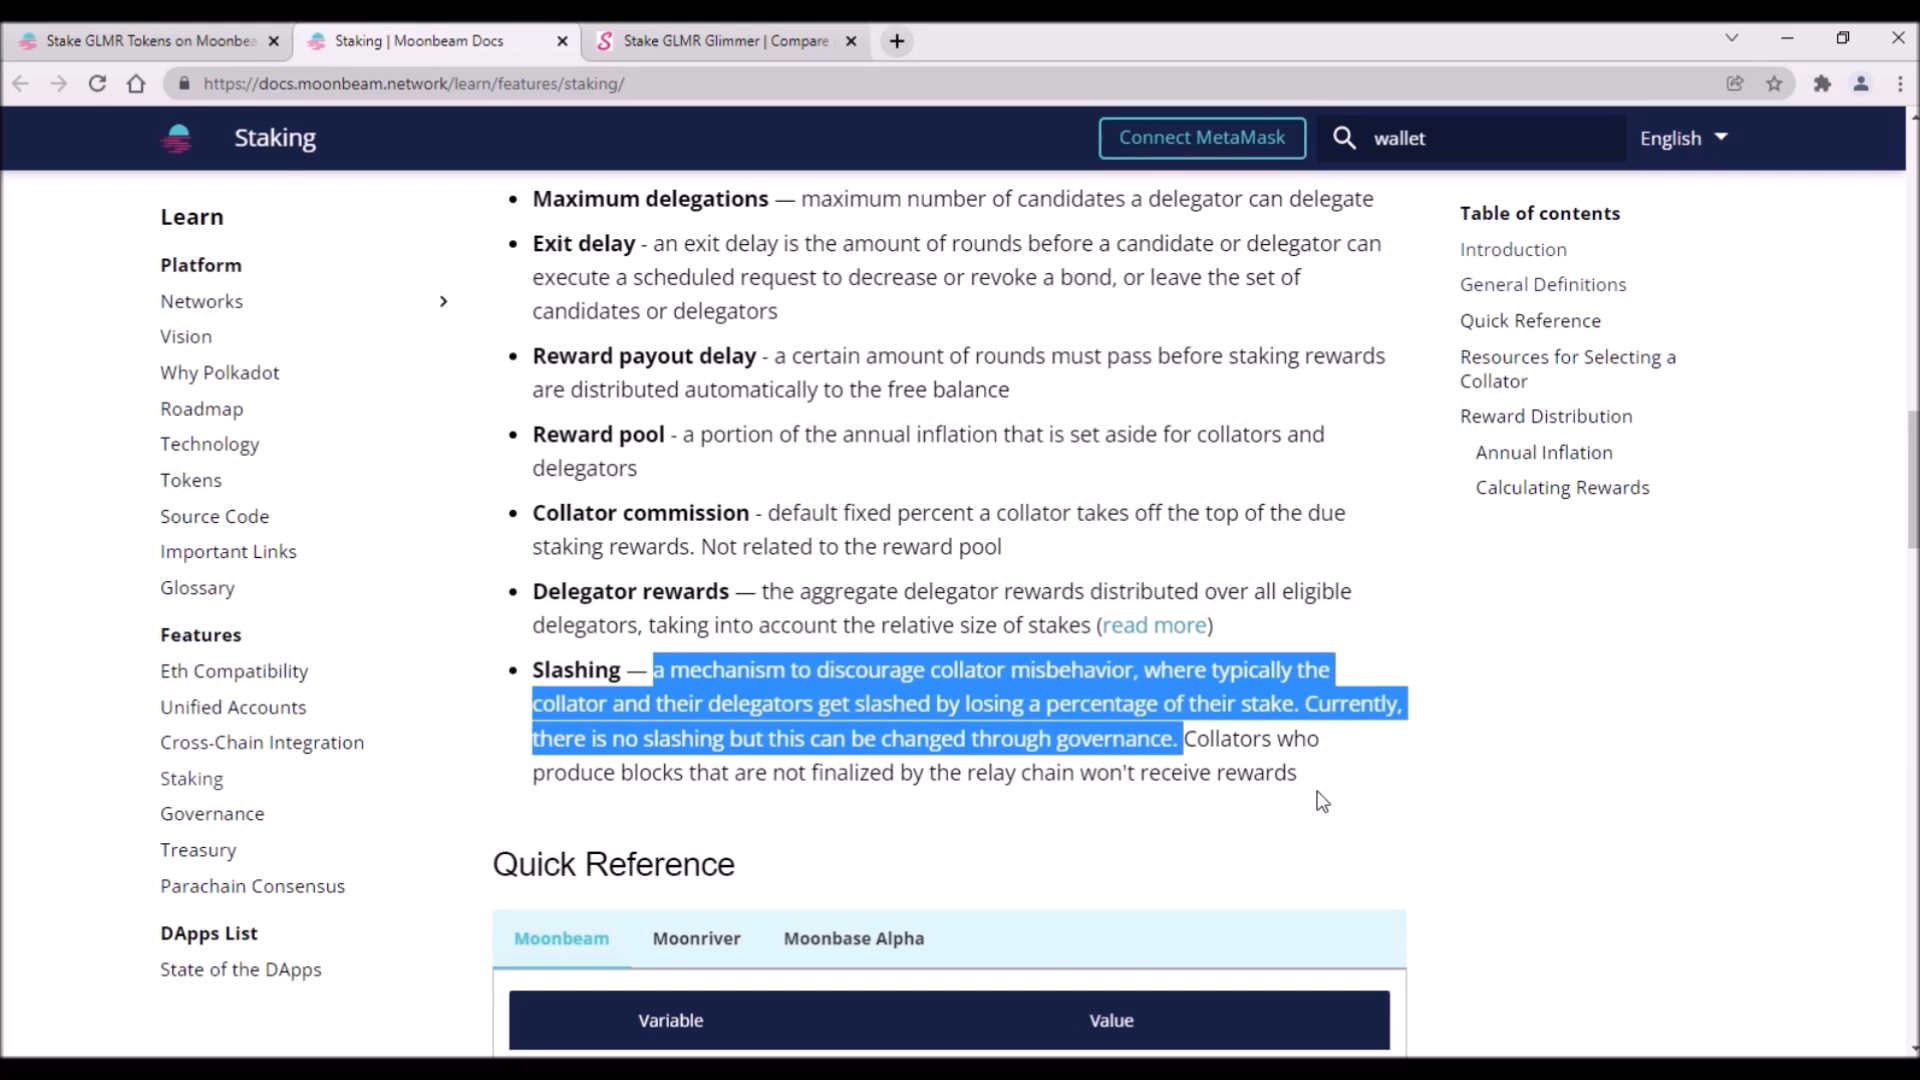 Stake GLMR Tokens on Moonbea
Staking | Moonbeam Docs
Stake GLMR Glimmer | Compare
https://docs.moonbeam.network/learn/features/staking/
Staking
Connect MetaMask
wallet
English
Learn
Platform
Networks
Vision
Why Polkadot
Roadmap
Technology
Tokens
Source Code
Important Links
Glossary
Features
Eth Compatibility
Unified Accounts
Cross-Chain Integration
Staking
Governance
Treasury
Parachain Consensus
DApps List
State of the DApps
• Maximum delegations — maximum number of candidates a delegator can delegate
• Exit delay - an exit delay is the amount of rounds before a candidate or delegator can
execute a scheduled request to decrease or revoke a bond, or leave the set of
candidates or delegators
• Reward payout delay - a certain amount of rounds must pass before staking rewards
are distributed automatically to the free balance
• Reward pool - a portion of the annual inflation that is set aside for collators and
delegators
• Collator commission - default fixed percent a collator takes off the top of the due
staking rewards. Not related to the reward pool
• Delegator rewards — the aggregate delegator rewards distributed over all eligible
delegators, taking into account the relative size of stakes (read more)
• Slashing — a mechanism to discourage collator misbehavior, where typically the
collator and their delegators get slashed by losing a percentage of their stake. Currently,
there is no slashing but this can be changed through governance. Collators who
produce blocks that are not finalized by the relay chain won't receive rewards
Quick Reference
Moonbeam Moonriver Moonbase Alpha
Variable Value
Table of contents
Introduction
General Definitions
Quick Reference
Resources for Selecting a
Collator
Reward Distribution
Annual Inflation
Calculating Rewards